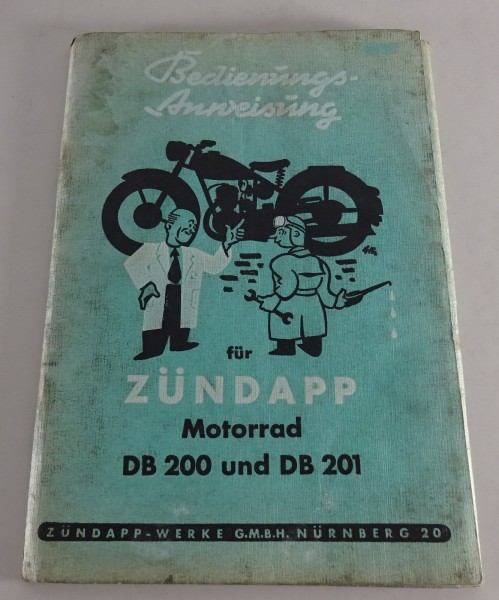 Bedienungs-
Anweisung
für
ZÜNDAPP
Motorrad
DB 200 und DB 201
ZÜNDAPP-WERKE G.M.B.H. NÜRNBERG 20